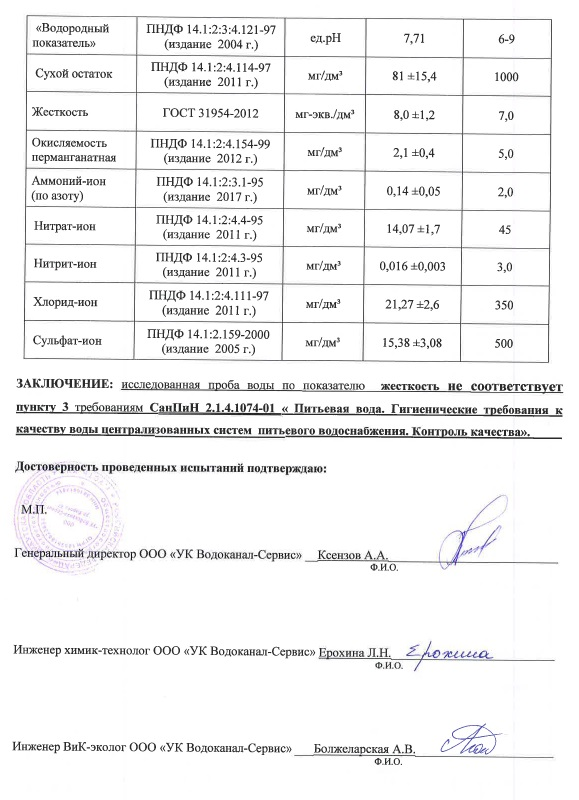 «Водородный показатель» ПНДФ 14.1:2:3:4.121-97 (издание 2004 г.) ед.pH 7,71 6-9
Сухой остаток ПНДФ 14.1:2:4.114-97 (издание 2011 г.) мг/дм³ 81 ±15,4 1000
Жесткость ГОСТ 31954-2012 мг-экв./дм³ 8,0 ±1,2 7,0
Окисляемость перманганатная ПНДФ 14.1:2:4.154-99 (издание 2012 г.) мг/дм³ 2,1 ±0,4 5,0
Аммоний-ион (по азоту) ПНДФ 14.1:2:3.1-95 (издание 2017 г.) мг/дм³ 0,14 ±0,05 2,0
Нитрат-ион ПНДФ 14.1:2:4.4-95 (издание 2011 г.) мг/дм³ 14,07 ±1,7 45
Нитрит-ион ПНДФ 14.1:2:4.3-95 (издание 2011 г.) мг/дм³ 0,016 ±0,003 3,0
Хлорид-ион ПНДФ 14.1:2:4.111-97 (издание 2011 г.) мг/дм³ 21,27 ±2,6 350
Сульфат-ион ПНДФ 14.1:2.159-2000 (издание 2005 г.) мг/дм³ 15,38 ±3,08 500
ЗАКЛЮЧЕНИЕ: исследованная проба воды по показателю жесткость не соответствует
пункту 3 требованиям СанПиН 2.1.4.1074-01 « Питьевая вода. Гигиенические требования к
качеству воды централизованных систем питьевого водоснабжения. Контроль качества».
Достоверность проведенных испытаний подтверждаю:
М.П.
Генеральный директор ООО «УК Водоканал-Сервис» Ксензов А.А.
Ф.И.О.
Инженер химик-технолог ООО «УК Водоканал-Сервис» Ерохина Л.Н. Ерохина
Ф.И.О.
Инженер ВиК-эколог ООО «УК Водоканал-Сервис» Болжеларская А.В.
Ф.И.О.